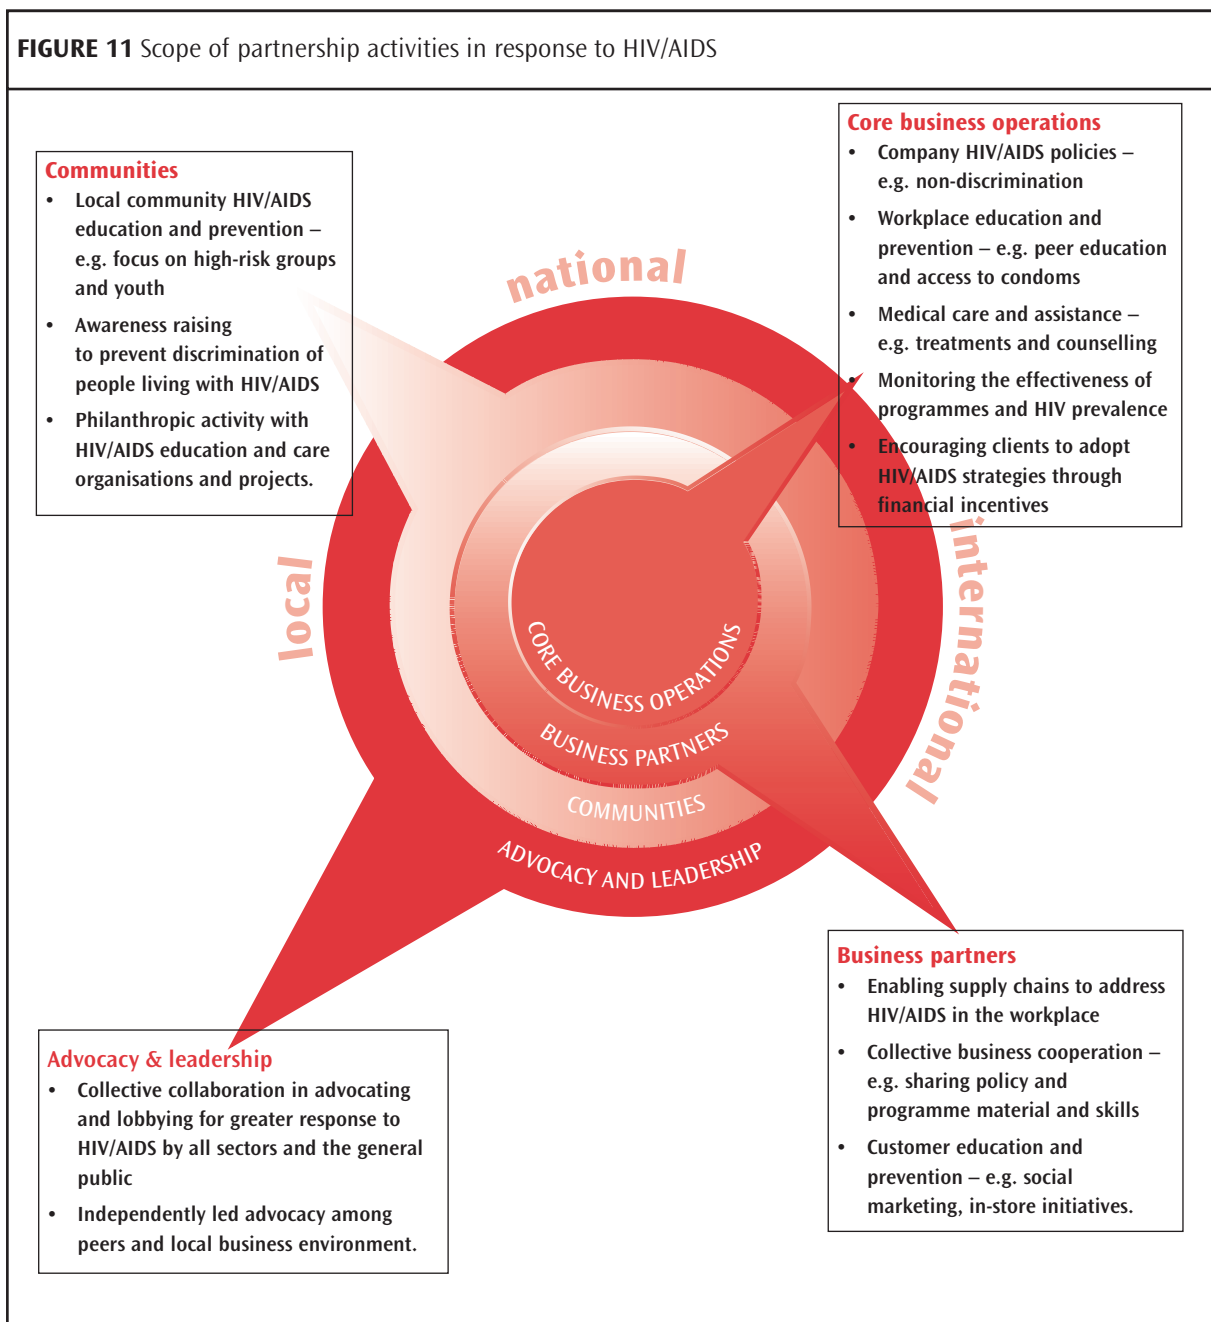 FIGURE 11 Scope of partnership activities in response to HIV/AIDS
Communities
• Local community HIV/AIDS
education and prevention –
e.g. focus on high-risk groups
and youth
• Awareness raising
to prevent discrimination of
people living with HIV/AIDS
• Philanthropic activity with
HIV/AIDS education and care
organisations and projects.
Core business operations
• Company HIV/AIDS policies –
e.g. non-discrimination
• Workplace education and
prevention – e.g. peer education
and access to condoms
• Medical care and assistance –
e.g. treatments and counselling
• Monitoring the effectiveness of
programmes and HIV prevalence
• Encouraging clients to adopt
HIV/AIDS strategies through
financial incentives
national
local
international
CORE BUSINESS OPERATIONS
BUSINESS PARTNERS
COMMUNITIES
ADVOCACY AND LEADERSHIP
Advocacy & leadership
• Collective collaboration in advocating
and lobbying for greater response to
HIV/AIDS by all sectors and the general
public
• Independently led advocacy among
peers and local business environment.
Business partners
• Enabling supply chains to address
HIV/AIDS in the workplace
• Collective business cooperation –
e.g. sharing policy and
programme material and skills
• Customer education and
prevention – e.g. social
marketing, in-store initiatives.